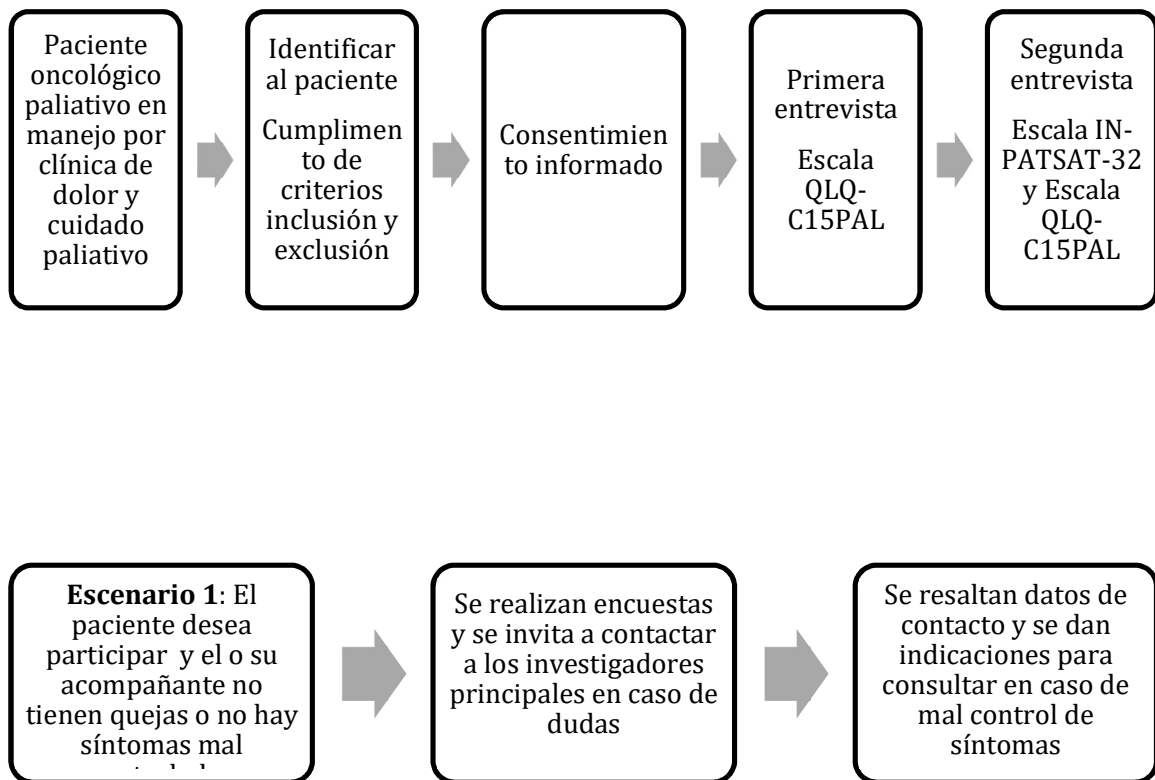 Paciente
oncológico
paliativo en
manejo por
clínica de
dolor y
cuidado
paliativo
Identificar
al paciente
Cumplimen
to de
criterios
inclusión y
exclusión
Consentimien
to informado
Primera
entrevista
Escala
QLQ-
C15PAL
Segunda
entrevista
Escala IN-
PATSAT-32
y Escala
QLQ-
C15PAL
Escenario 1: El
paciente desea
participar y el o su
acompañante no
tienen quejas o no hay
síntomas mal
Se realizan encuestas
y se invita a contactar
a los investigadores
principales en caso de
dudas
Se resaltan datos de
contacto y se dan
indicaciones para
consultar en caso de
mal control de
síntomas